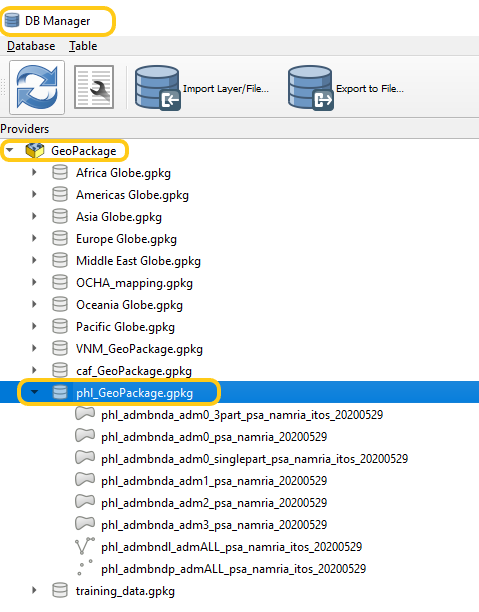 DB Manager
Database Table
Import Layer/File... Export to File...
Providers
GeoPackage
Africa Globe.gpkg
Americas Globe.gpkg
Asia Globe.gpkg
Europe Globe.gpkg
Middle East Globe.gpkg
OCHA_mapping.gpkg
Oceania Globe.gpkg
Pacific Globe.gpkg
VNM_GeoPackage.gpkg
caf_GeoPackage.gpkg
phl_GeoPackage.gpkg
phl_admbnda_adm0_3part_psa_namria_itos_20200529
phl_admbnda_adm0_psa_namria_20200529
phl_admbnda_adm0_singlepart_psa_namria_itos_20200529
phl_admbnda_adm1_psa_namria_20200529
phl_admbnda_adm2_psa_namria_20200529
phl_admbnda_adm3_psa_namria_20200529
phl_admbndl_admALL_psa_namria_itos_20200529
phl_admbndp_admALL_psa_namria_itos_20200529
training_data.gpkg